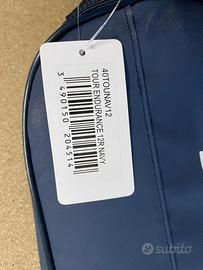 40TOUNAV12
TOUR ENDURANCE 12R NAVY
3 490150 204514
subito